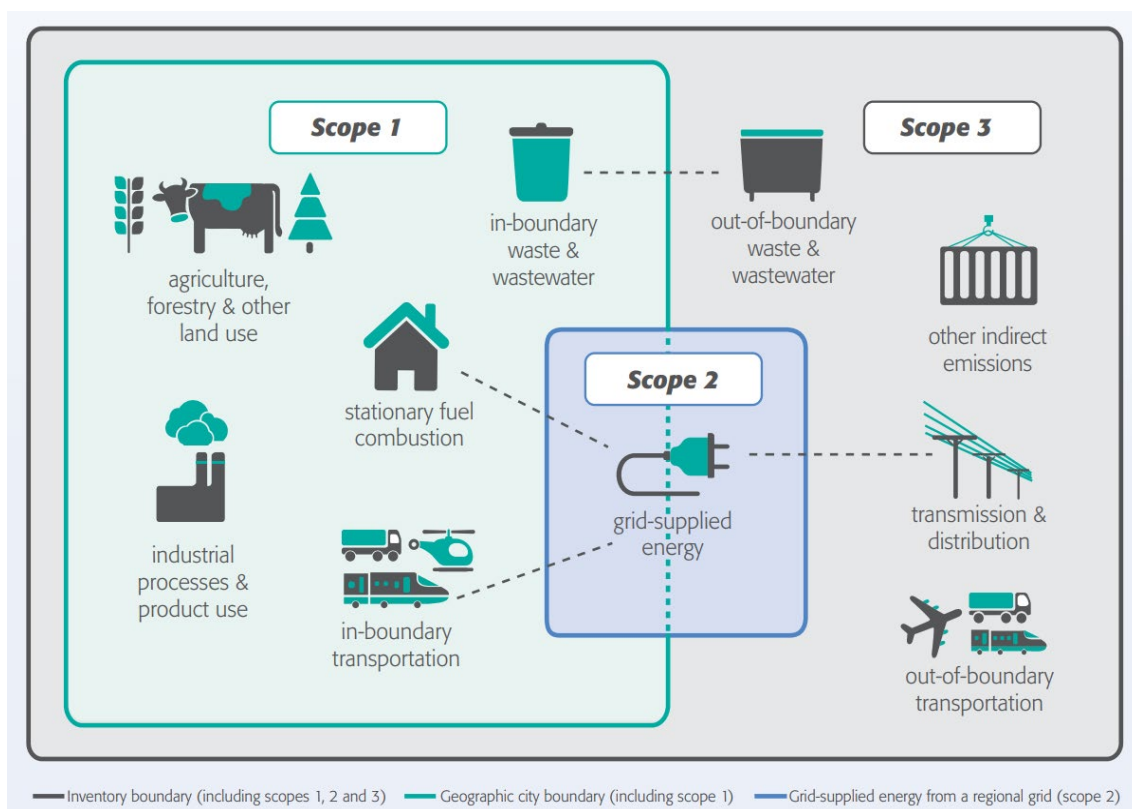 Scope 1
Scope 3
in-boundary
waste &
wastewater
out-of-boundary
waste &
wastewater
agriculture,
forestry & other
land use
other indirect
emissions
Scope 2
stationary fuel
combustion
grid-supplied
energy
transmission &
distribution
industrial
processes &
product use
in-boundary
transportation
out-of-boundary
transportation
Inventory boundary (including scopes 1, 2 and 3) Geographic city boundary (including scope 1) Grid-supplied energy from a regional grid (scope 2)